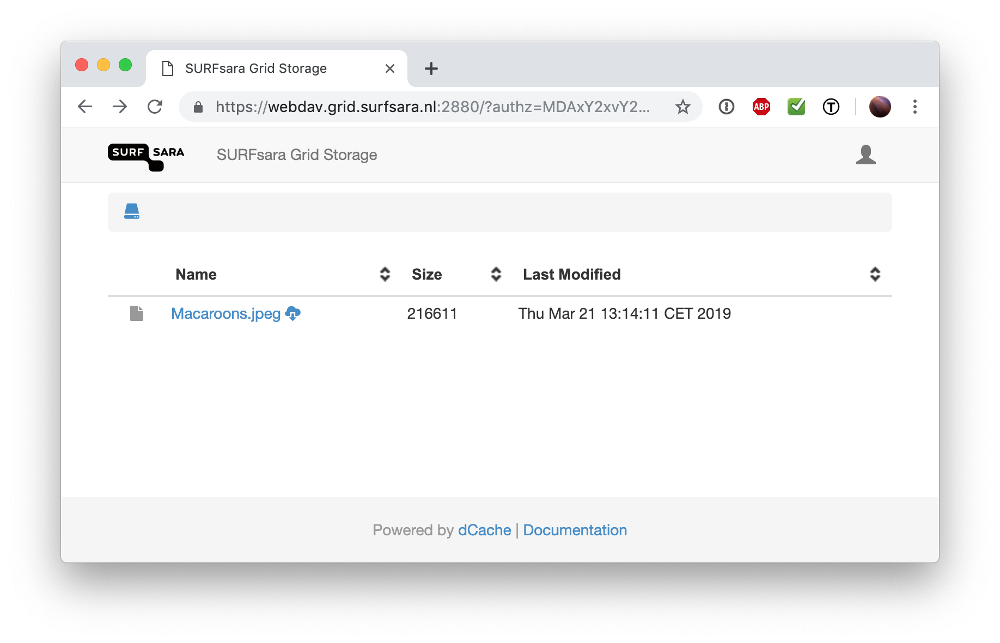 SURFsara Grid Storage
https://webdav.grid.surfsara.nl:2880/?authz=MDAxY2xvY2...
ABP
T
SURF SARA
SURFsara Grid Storage
Name Size Last Modified
Macaroons.jpeg 216611 Thu Mar 21 13:14:11 CET 2019
Powered by dCache | Documentation